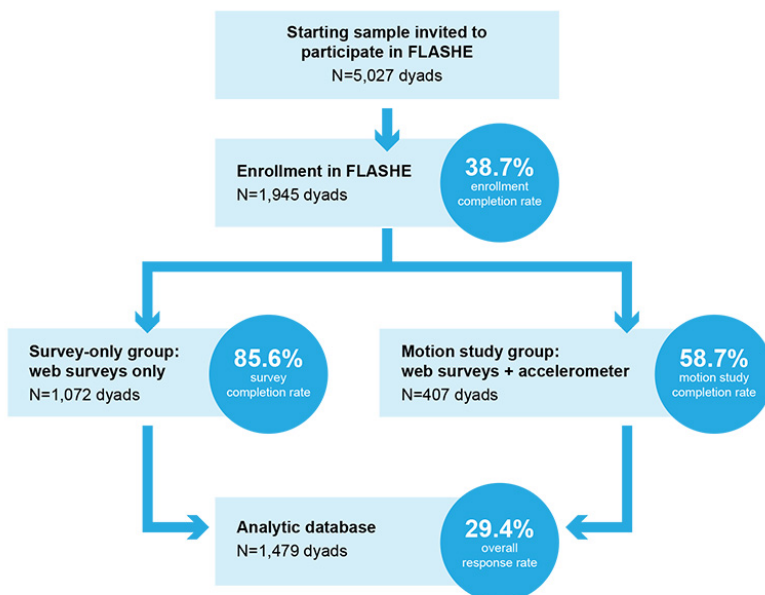 Starting sample invited to
participate in FLASHE
N=5,027 dyads
Enrollment in FLASHE
N=1,945 dyads
38.7%
enrollment
completion rate
Survey-only group:
web surveys only
N=1,072 dyads
85.6%
survey
completion rate
Motion study group:
web surveys + accelerometer
N=407 dyads
58.7%
motion study
completion rate
Analytic database
N=1,479 dyads
29.4%
overall
response rate